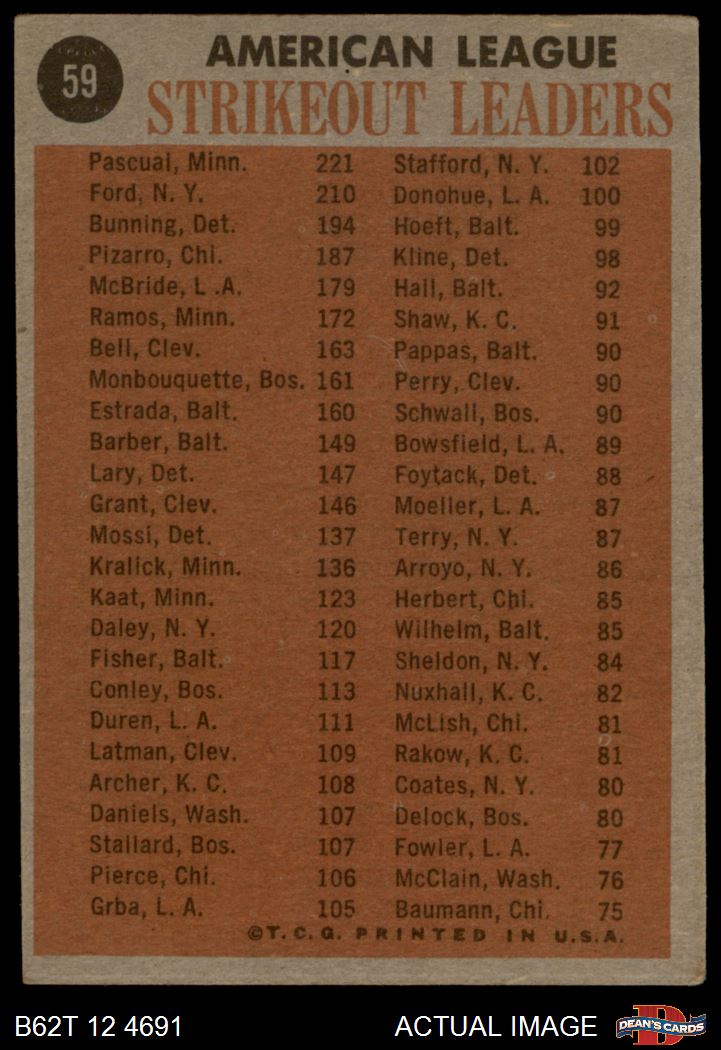 59
AMERICAN LEAGUE
STRIKEOUT LEADERS
Pascual, Minn. 221
Ford, N. Y. 210
Bunning, Det. 194
Pizarro, Chi. 187
McBride, L .A. 179
Ramos, Minn. 172
Bell, Clev. 163
Monbouquette, Bos. 161
Estrada, Balt. 160
Barber, Balt. 149
Lary, Det. 147
Grant, Clev. 146
Mossi, Det. 137
Kralick, Minn. 136
Kaat, Minn. 123
Daley, N. Y. 120
Fisher, Balt. 117
Conley, Bos. 113
Duren, L. A. 111
Latman, Clev. 109
Archer, K. C. 108
Daniels, Wash. 107
Stallard, Bos. 107
Pierce, Chi. 106
Grba, L. A. 105
Stafford, N. Y. 102
Donohue, L. A. 100
Hoeft, Balt. 99
Kline, Det. 98
Hall, Balt. 92
Shaw, K. C. 91
Pappas, Balt. 90
Perry, Clev. 90
Schwall, Bos. 90
Bowsfield, L. A. 89
Foytack, Det. 88
Moeller, L. A. 87
Terry, N. Y. 87
Arroyo, N. Y. 86
Herbert, Chi. 85
Wilhelm, Balt. 85
Sheldon, N. Y. 84
Nuxhall, K. C. 82
McLish, Chi. 81
Rakow, K. C. 81
Coates, N. Y. 80
Delock, Bos. 80
Fowler, L. A. 77
McClain, Wash. 76
Baumann, Chi. 75
©T. C. G. PRINTED IN U.S.A.
B62T 12 4691
ACTUAL IMAGE
D
DEAN'S CARDS